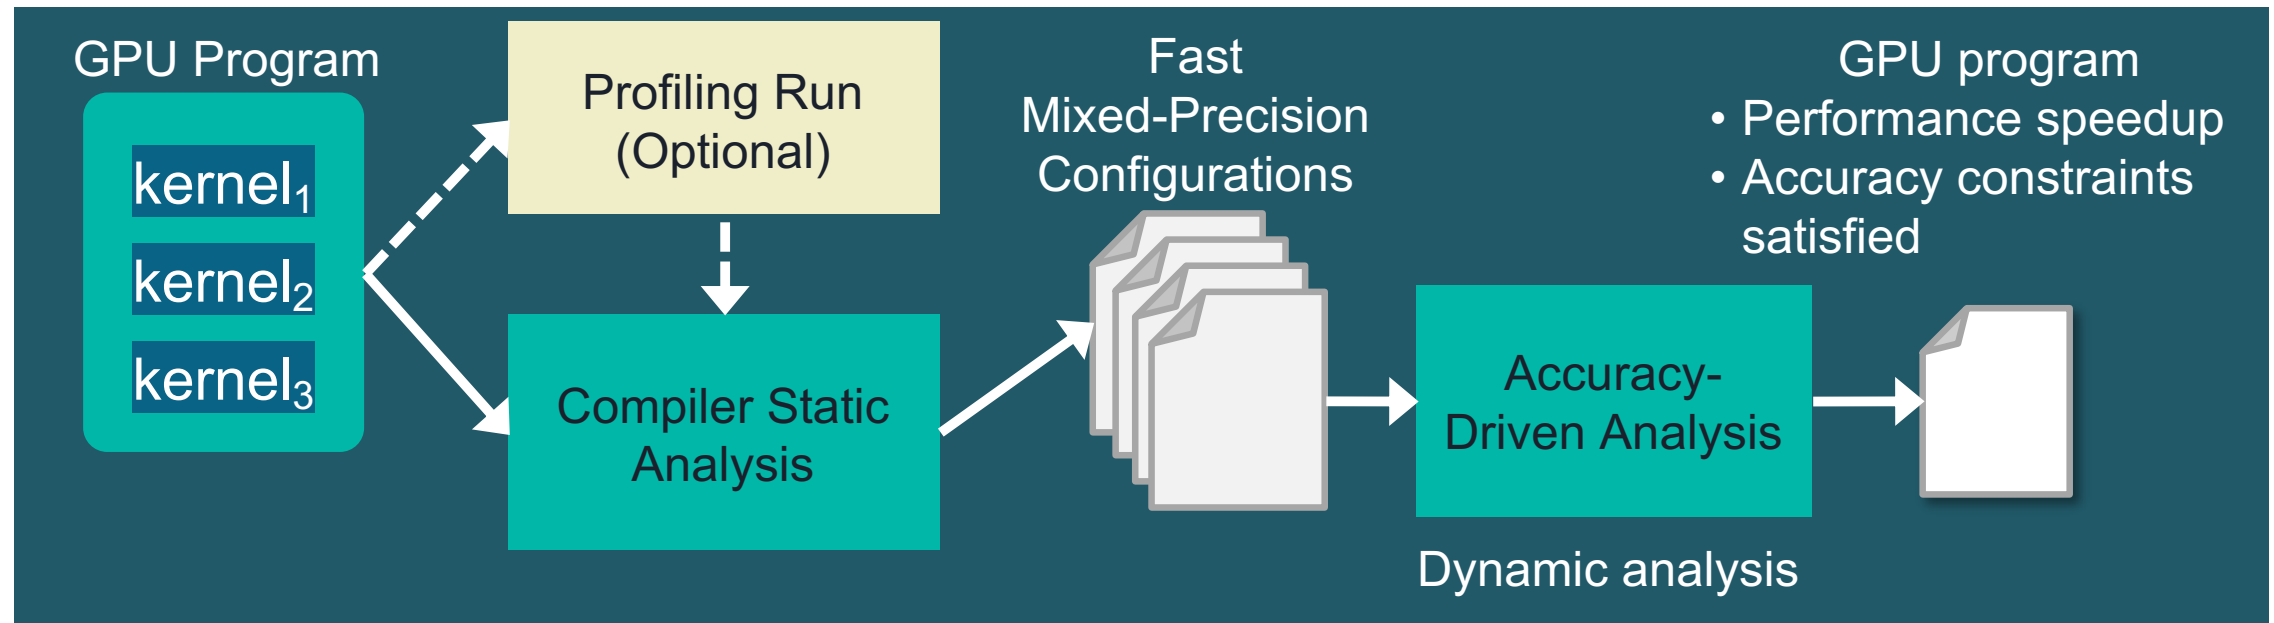 GPU Program
kernel₁
kernel₂
kernel₃
Profiling Run
(Optional)
Compiler Static
Analysis
Fast
Mixed-Precision
Configurations
Accuracy-
Driven Analysis
Dynamic analysis
GPU program
• Performance speedup
• Accuracy constraints
satisfied